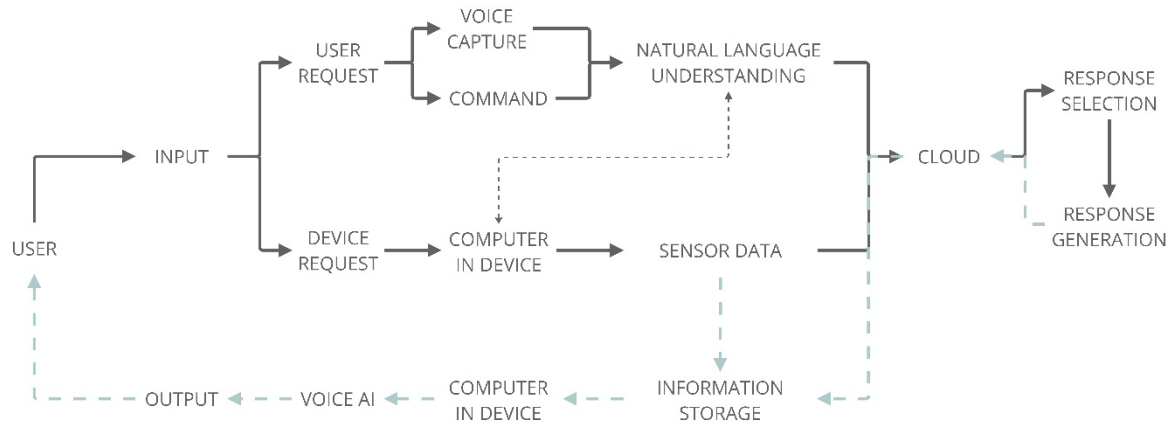 VOICE
CAPTURE
USER
REQUEST
NATURAL LANGUAGE
UNDERSTANDING
COMMAND
RESPONSE
SELECTION
INPUT
CLOUD
USER
DEVICE
REQUEST
COMPUTER
IN DEVICE
SENSOR DATA
RESPONSE
GENERATION
OUTPUT
VOICE AI
COMPUTER
IN DEVICE
INFORMATION
STORAGE